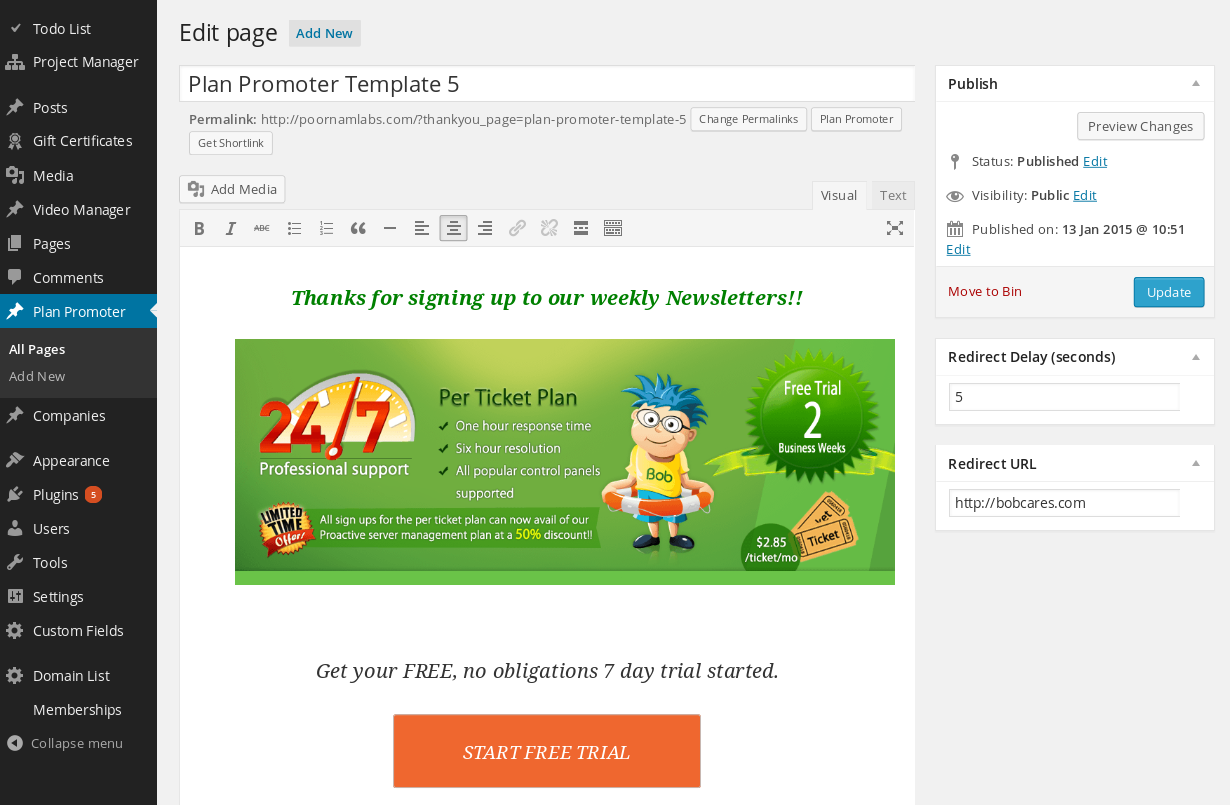 Todo List
Project Manager
Posts
Gift Certificates
Media
Video Manager
Pages
Comments
Plan Promoter
All Pages
Add New
Companies
Appearance
Plugins 5
Users
Tools
Settings
Custom Fields
Domain List
Memberships
Collapse menu
Edit page Add New
Plan Promoter Template 5
Permalink: http://poornamlabs.com/?thankyou_page=plan-promoter-template-5 Change Permalinks Plan Promoter
Get Shortlink
Add Media
Visual Text
B I ABC
Thanks for signing up to our weekly Newsletters!!
24/7
Professional support
Per Ticket Plan
One hour response time
Six hour resolution
All popular control panels
supported
Bob
Free Trial
2
Business Weeks
LIMITED
TIME
Offer!
All sign ups for the per ticket plan can now avail of our
Proactive server management plan at a 50% discount!!
$2.85
/ticket/mo
Ticket
Get your FREE, no obligations 7 day trial started.
START FREE TRIAL
Publish
Preview Changes
Status: Published Edit
Visibility: Public Edit
Published on: 13 Jan 2015 @ 10:51
Edit
Move to Bin Update
Redirect Delay (seconds)
5
Redirect URL
http://bobcares.com